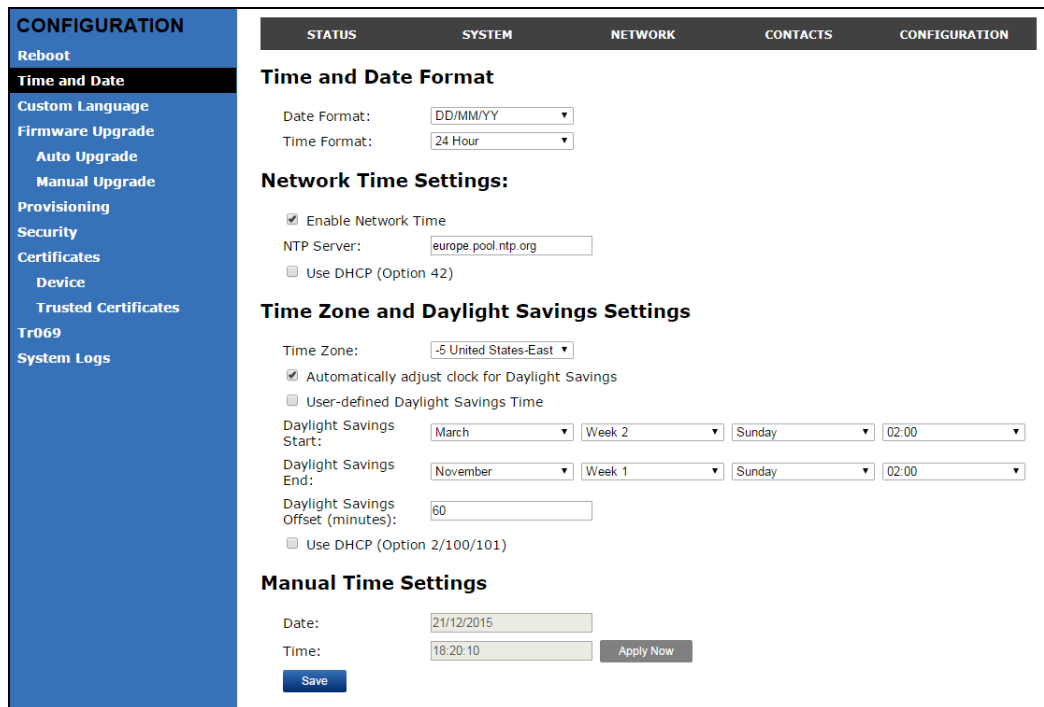 CONFIGURATION
Reboot
Time and Date
Custom Language
Firmware Upgrade
Auto Upgrade
Manual Upgrade
Provisioning
Security
Certificates
Device
Trusted Certificates
Tr069
System Logs
STATUS SYSTEM NETWORK CONTACTS CONFIGURATION
Time and Date Format
Date Format: DD/MM/YY
Time Format: 24 Hour
Network Time Settings:
Enable Network Time
NTP Server: europe.pool.ntp.org
Use DHCP (Option 42)
Time Zone and Daylight Savings Settings
Time Zone: -5 United States-East
Automatically adjust clock for Daylight Savings
User-defined Daylight Savings Time
Daylight Savings
Start: March Week 2 Sunday 02:00
Daylight Savings
End: November Week 1 Sunday 02:00
Daylight Savings
Offset (minutes): 60
Use DHCP (Option 2/100/101)
Manual Time Settings
Date: 21/12/2015
Time: 18:20:10 Apply Now
Save